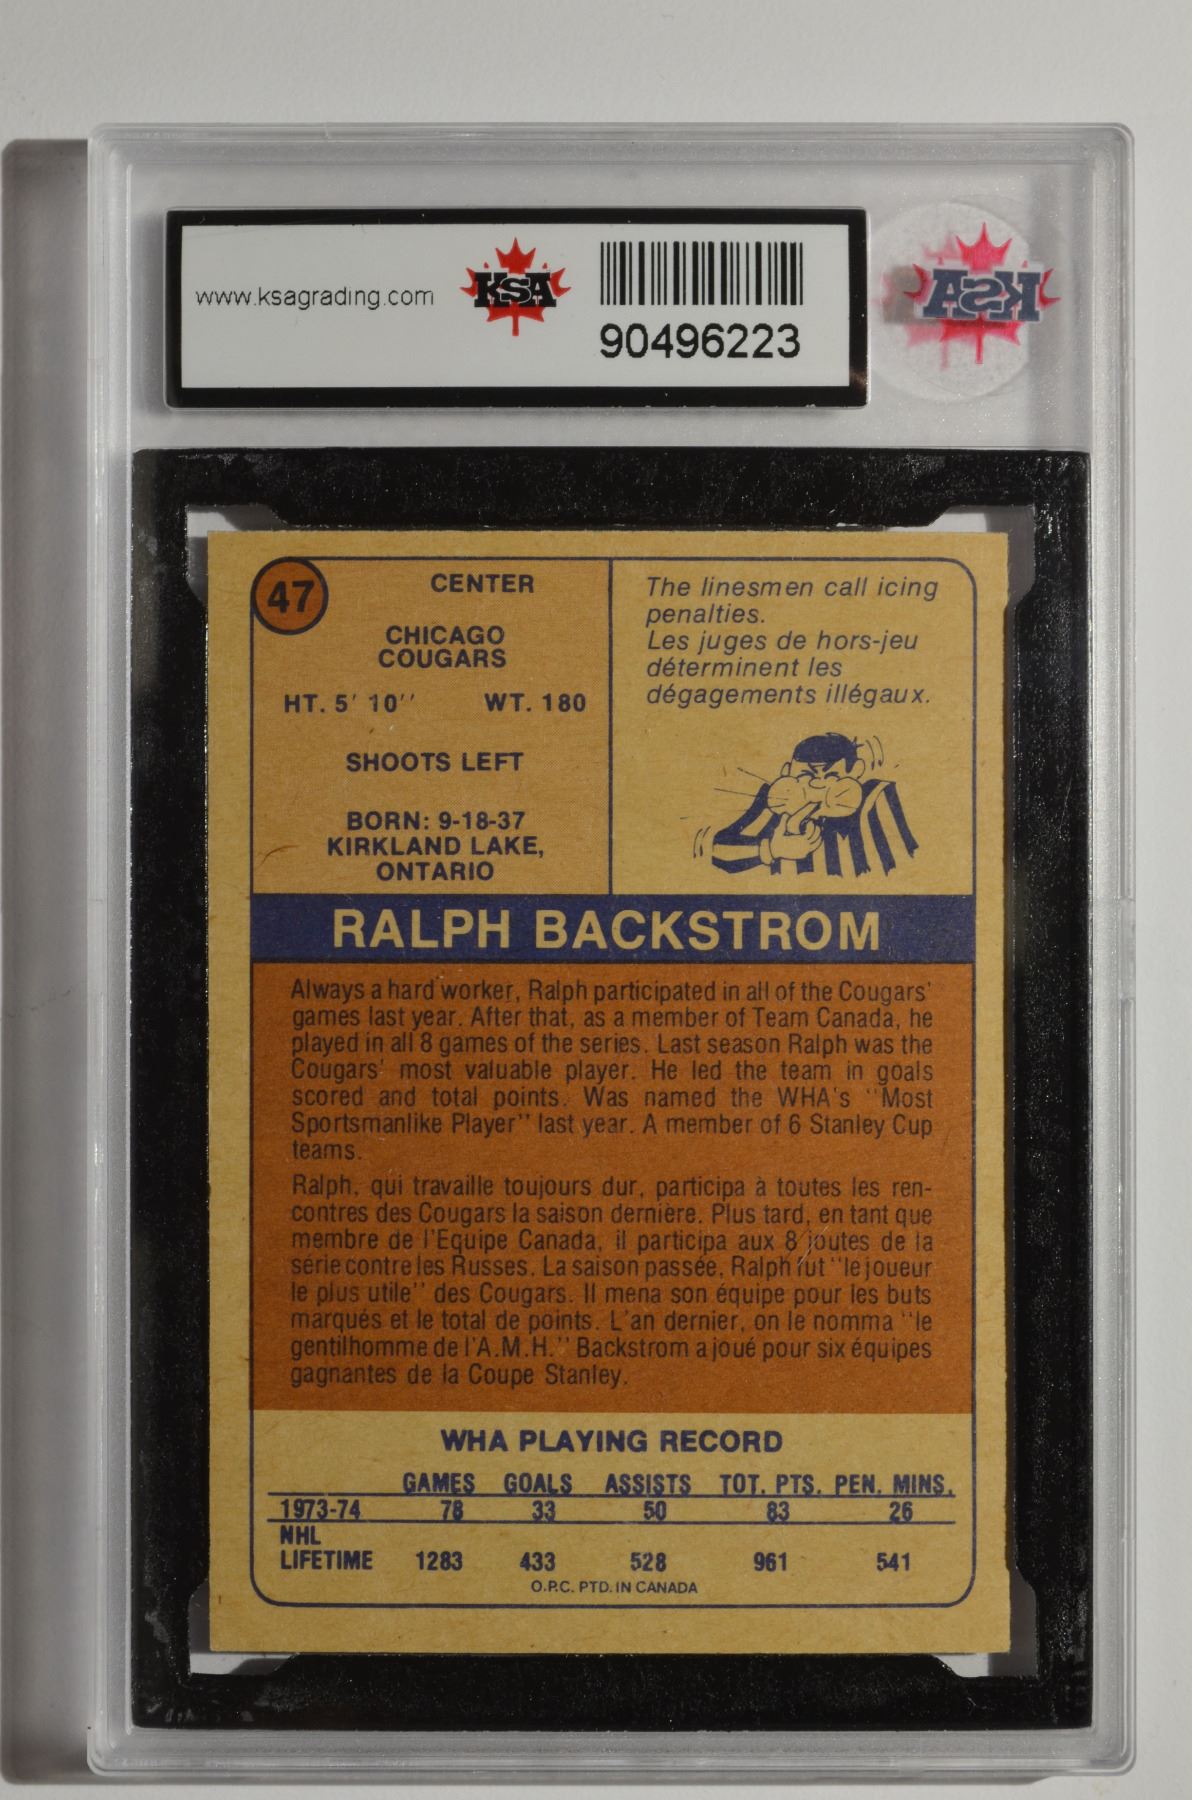 www.ksagrading.com
KSA
90496223
KSA
47
CENTER
CHICAGO
COUGARS
HT. 5' 10'' WT. 180
SHOOTS LEFT
BORN: 9-18-37
KIRKLAND LAKE,
ONTARIO
The linesmen call icing
penalties.
Les juges de hors-jeu
déterminent les
dégagements illégaux.
RALPH BACKSTROM
Always a hard worker, Ralph participated in all of the Cougars'
games last year. After that, as a member of Team Canada, he
played in all 8 games of the series. Last season Ralph was the
Cougars' most valuable player. He led the team in goals
scored and total points. Was named the WHA's ''Most
Sportsmanlike Player'' last year. A member of 6 Stanley Cup
teams.
Ralph, qui travaille toujours dur, participa à toutes les ren-
contres des Cougars la saison dernière. Plus tard, en tant que
membre de l'Equipe Canada, il participa aux 8 joutes de la
série contre les Russes. La saison passée, Ralph fut ''le joueur
le plus utile'' des Cougars. Il mena son équipe pour les buts
marqués et le total de points. L'an dernier, on le nomma ''le
gentilhomme de l'A.M.H.'' Backstrom a joué pour six équipes
gagnantes de la Coupe Stanley.
WHA PLAYING RECORD
GAMES GOALS ASSISTS TOT. PTS. PEN. MINS.
1973-74 78 33 50 83 26
NHL
LIFETIME 1283 433 528 961 541
O.P.C. PTD. IN CANADA